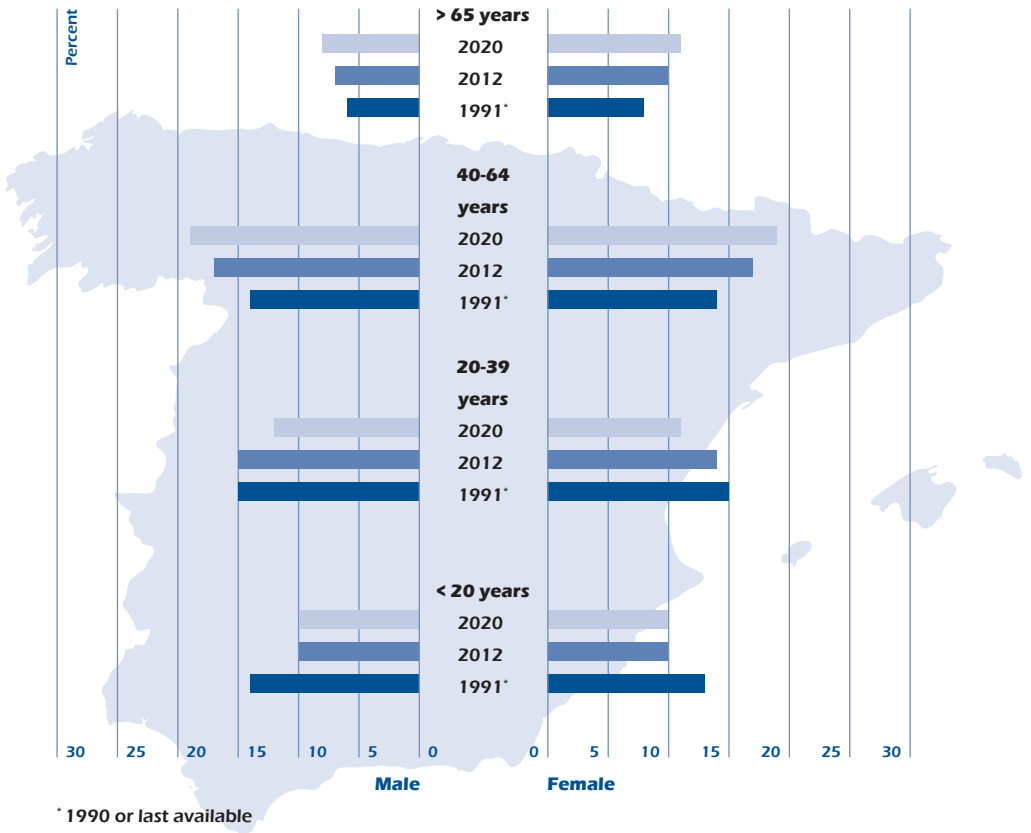 Percent
> 65 years
2020
2012
1991*
40-64
years
2020
2012
1991*
20-39
years
2020
2012
1991*
< 20 years
2020
2012
1991*
30 25 20 15 10 5 0 0 5 10 15 20 25 30
Male Female
* 1990 or last available